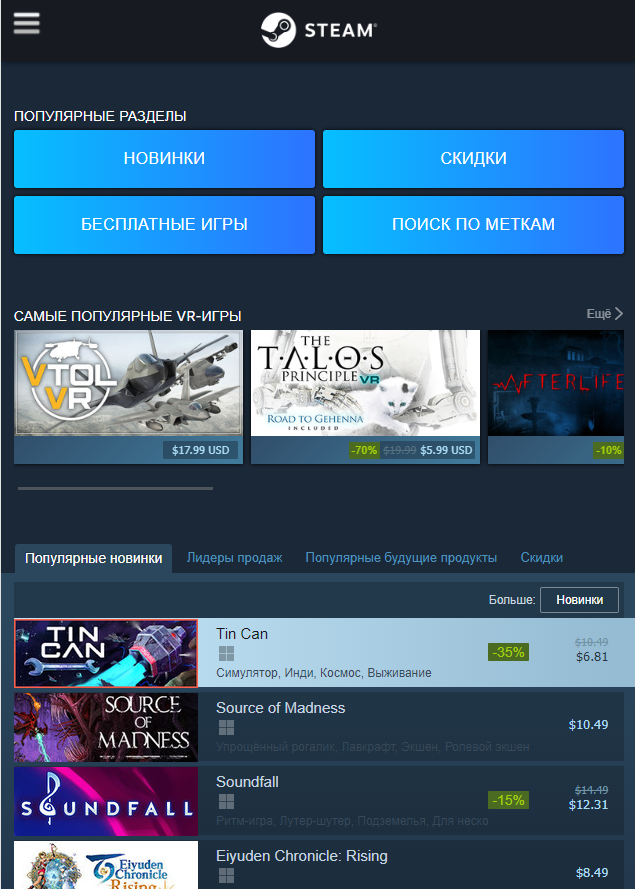 STEAM®
ПОПУЛЯРНЫЕ РАЗДЕЛЫ
НОВИНКИ
СКИДКИ
БЕСПЛАТНЫЕ ИГРЫ
ПОИСК ПО МЕТКАМ
САМЫЕ ПОПУЛЯРНЫЕ VR-ИГРЫ
Ещё
VTOL
VR
$17.99 USD
THE
TALOS
PRINCIPLE VR
ROAD TO GEHENNA
INCLUDED
-70% $19.99 $5.99 USD
AFTERLIFE
-10%
Популярные новинки
Лидеры продаж
Популярные будущие продукты
Скидки
Больше: Новинки
TIN
CAN
Tin Can
Симулятор, Инди, Космос, Выживание
-35%
$10.49
$6.81
SOURCE
OF
MADNESS
Source of Madness
Упрощённый рогалик, Лавкрафт, Экшен, Ролевой экшен
$10.49
SOUNDFALL
Soundfall
Ритм-игра, Лутер-шутер, Подземелья, Для неско
-15%
$14.49
$12.31
Eiyuden
Chronicle
Rising
Eiyuden Chronicle: Rising
$8.49